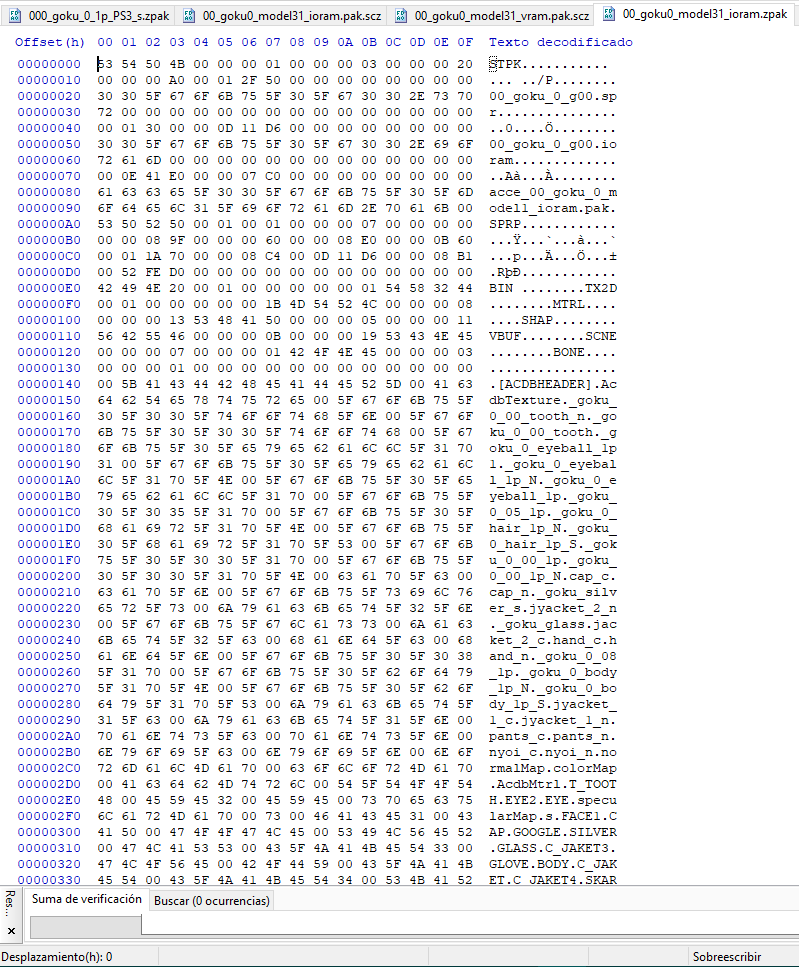 000_goku_0_1p_PS3_s.zpak 00_goku0_model31_ioram.pak.scz 00_goku0_model31_vram.pak.scz 00_goku0_model31_ioram.zpak
Offset(h) 00 01 02 03 04 05 06 07 08 09 0A 0B 0C 0D 0E 0F Texto decodificado
00000000 53 54 50 4B 00 00 00 01 00 00 00 03 00 00 00 20 STPK........... 
00000010 00 00 00 A0 00 01 2F 50 00 00 00 00 00 00 00 00 ... ../P........
00000020 30 30 5F 67 6F 6B 75 5F 30 5F 67 30 30 2E 73 70 00_goku_0_g00.sp
00000030 72 00 00 00 00 00 00 00 00 00 00 00 00 00 00 00 r...............
00000040 00 01 30 00 00 0D 11 D6 00 00 00 00 00 00 00 00 ..0....Ö........
00000050 30 30 5F 67 6F 6B 75 5F 30 5F 67 30 30 2E 69 6F 00_goku_0_g00.io
00000060 72 61 6D 00 00 00 00 00 00 00 00 00 00 00 00 00 ram.............
00000070 00 0E 41 E0 00 00 07 C0 00 00 00 00 00 00 00 00 ..Aà...À........
00000080 61 63 63 65 5F 30 30 5F 67 6F 6B 75 5F 30 5F 6D acce_00_goku_0_m
00000090 6F 64 65 6C 31 5F 69 6F 72 61 6D 2E 70 61 6B 00 odel1_ioram.pak.
000000A0 53 50 52 50 00 01 00 01 00 00 00 07 00 00 00 00 SPRP............
000000B0 00 00 08 9F 00 00 00 60 00 00 08 E0 00 00 0B 60 ...Ÿ...`...à...`
000000C0 00 01 1A 70 00 00 08 C4 00 0D 11 D6 00 00 08 B1 ...p...Ä...Ö...±
000000D0 00 52 FE D0 00 00 00 00 00 00 00 00 00 00 00 00 .RþÐ............
000000E0 42 49 4E 20 00 01 00 00 00 00 00 01 54 58 32 44 BIN ........TX2D
000000F0 00 01 00 00 00 00 00 1B 4D 54 52 4C 00 00 00 08 ........MTRL....
00000100 00 00 00 13 53 48 41 50 00 00 00 05 00 00 00 11 ....SHAP........
00000110 56 42 55 46 00 00 00 0B 00 00 00 19 53 43 4E 45 VBUF........SCNE
00000120 00 00 00 07 00 00 00 01 42 4F 4E 45 00 00 00 03 ........BONE....
00000130 00 00 00 01 00 00 00 00 00 00 00 00 00 00 00 00 ................
00000140 00 5B 41 43 44 42 48 45 41 44 45 52 5D 00 41 63 .[ACDBHEADER].Ac
00000150 64 62 54 65 78 74 75 72 65 00 5F 67 6F 6B 75 5F dbTexture._goku_
00000160 30 5F 30 30 5F 74 6F 6F 74 68 5F 6E 00 5F 67 6F 0_00_tooth_n._go
00000170 6B 75 5F 30 5F 30 30 5F 74 6F 6F 74 68 00 5F 67 ku_0_00_tooth._g
00000180 6F 6B 75 5F 30 5F 65 79 65 62 61 6C 6C 5F 31 70 oku_0_eyeball_1p
00000190 31 00 5F 67 6F 6B 75 5F 30 5F 65 79 65 62 61 6C 1._goku_0_eyebal
000001A0 6C 5F 31 70 5F 4E 00 5F 67 6F 6B 75 5F 30 5F 65 l_1p_N._goku_0_e
000001B0 79 65 62 61 6C 6C 5F 31 70 00 5F 67 6F 6B 75 5F yeball_1p._goku_
000001C0 30 5F 30 35 5F 31 70 00 5F 67 6F 6B 75 5F 30 5F 0_05_1p._goku_0_
000001D0 68 61 69 72 5F 31 70 5F 4E 00 5F 67 6F 6B 75 5F hair_1p_N._goku_
000001E0 30 5F 68 61 69 72 5F 31 70 5F 53 00 5F 67 6F 6B 0_hair_1p_S._gok
000001F0 75 5F 30 5F 30 30 5F 31 70 00 5F 67 6F 6B 75 5F u_0_00_1p._goku_
00000200 30 5F 30 30 5F 31 70 5F 4E 00 63 61 70 5F 63 00 0_00_1p_N.cap_c.
00000210 63 61 70 5F 6E 00 5F 67 6F 6B 75 5F 73 69 6C 76 cap_n._goku_silv
00000220 65 72 5F 73 00 6A 79 61 63 6B 65 74 5F 32 5F 6E er_s.jyacket_2_n
00000230 00 5F 67 6F 6B 75 5F 67 6C 61 73 73 00 6A 61 63 ._goku_glass.jac
00000240 6B 65 74 5F 32 5F 63 00 68 61 6E 64 5F 63 00 68 ket_2_c.hand_c.h
00000250 61 6E 64 5F 6E 00 5F 67 6F 6B 75 5F 30 5F 30 38 and_n._goku_0_08
00000260 5F 31 70 00 5F 67 6F 6B 75 5F 30 5F 62 6F 64 79 _1p._goku_0_body
00000270 5F 31 70 5F 4E 00 5F 67 6F 6B 75 5F 30 5F 62 6F _1p_N._goku_0_bo
00000280 64 79 5F 31 70 5F 53 00 6A 79 61 63 6B 65 74 5F dy_1p_S.jyacket_
00000290 31 5F 63 00 6A 79 61 63 6B 65 74 5F 31 5F 6E 00 1_c.jyacket_1_n.
000002A0 70 61 6E 74 73 5F 63 00 70 61 6E 74 73 5F 6E 00 pants_c.pants_n.
000002B0 6E 79 6F 69 5F 63 00 6E 79 6F 69 5F 6E 00 6E 6F nyoi_c.nyoi_n.no
000002C0 72 6D 61 6C 4D 61 70 00 63 6F 6C 6F 72 4D 61 70 rmalMap.colorMap
000002D0 00 41 63 64 62 4D 74 72 6C 00 54 5F 54 4F 4F 54 .AcdbMtrl.T_TOOT
000002E0 48 00 45 59 45 32 00 45 59 45 00 73 70 65 63 75 H.EYE2.EYE.specu
000002F0 6C 61 72 4D 61 70 00 73 00 46 41 43 45 31 00 43 larMap.s.FACE1.C
00000300 41 50 00 47 4F 4F 47 4C 45 00 53 49 4C 56 45 52 AP.GOOGLE.SILVER
00000310 00 47 4C 41 53 53 00 43 5F 4A 41 4B 45 54 33 00 .GLASS.C_JAKET3.
00000320 47 4C 4F 56 45 00 42 4F 44 59 00 43 5F 4A 41 4B GLOVE.BODY.C_JAK
00000330 45 54 00 43 5F 4A 41 4B 45 54 34 00 53 4B 41 52 ET.C_JAKET4.SKAR
Res...
Suma de verificación Buscar (0 ocurrencias)
Desplazamiento(h): 0 Sobreescribir